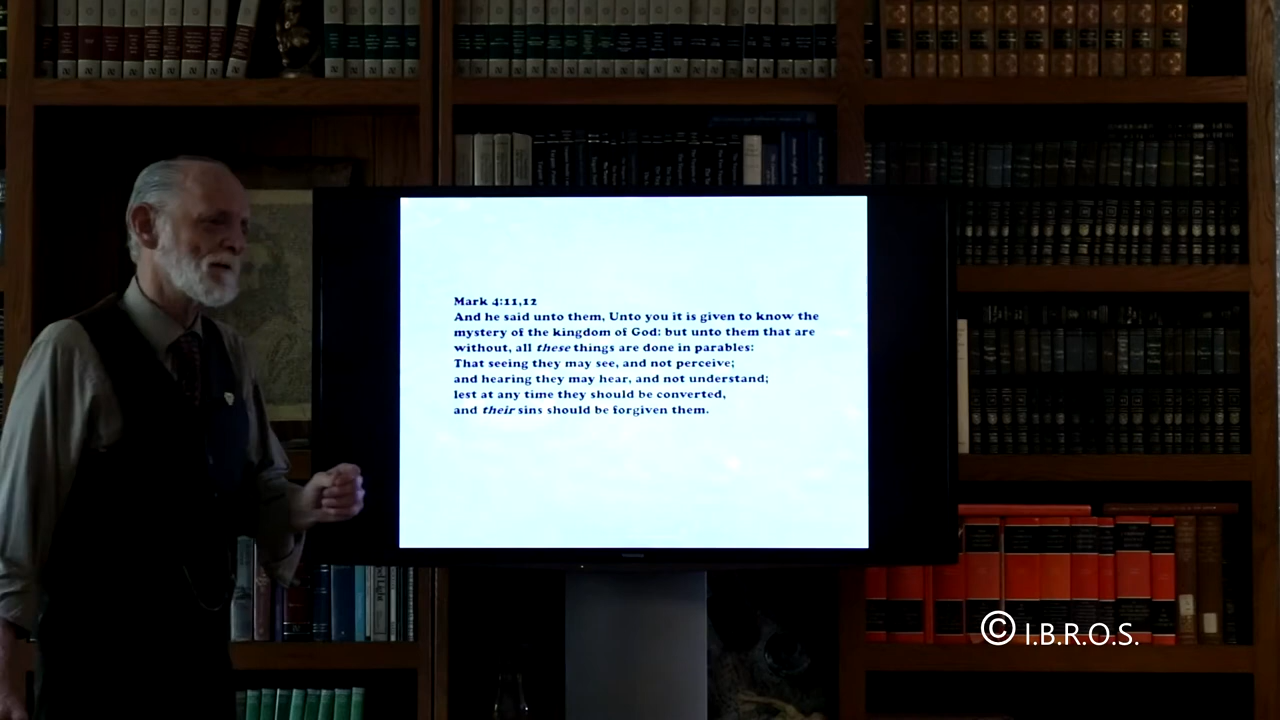 Mark 4:11,12
And he said unto them, Unto you it is given to know the
mystery of the kingdom of God: but unto them that are
without, all these things are done in parables:
That seeing they may see, and not perceive;
and hearing they may hear, and not understand;
lest at any time they should be converted,
and their sins should be forgiven them.
© I.B.R.O.S.